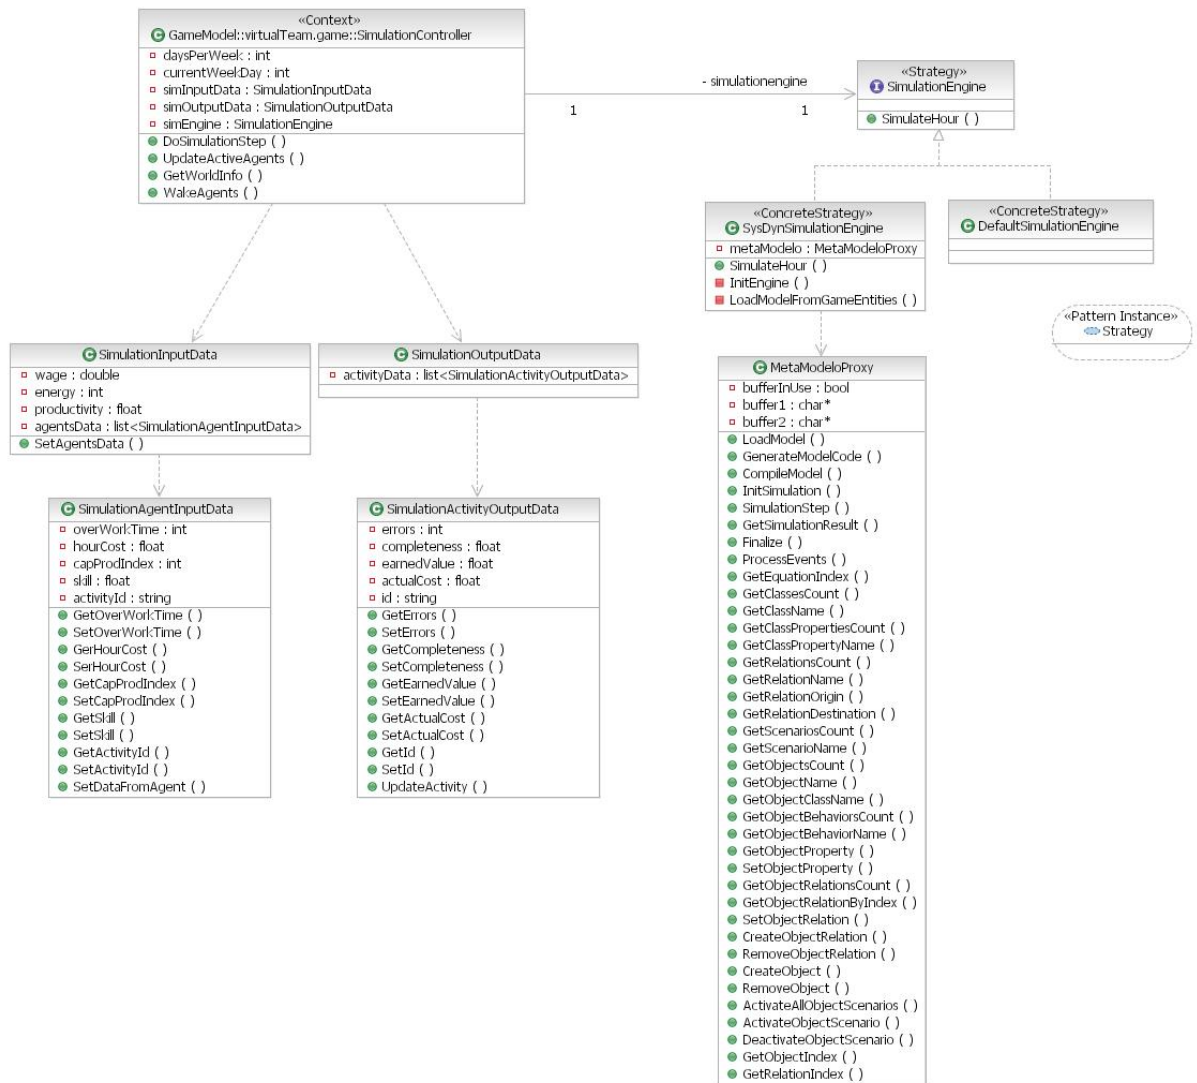 «Context»
GameModel::virtualTeam.game::SimulationController
daysPerWeek : int
currentWeekDay : int
simInputData : SimulationInputData
simOutputData : SimulationOutputData
simEngine : SimulationEngine
DoSimulationStep ( )
UpdateActiveAgents ( )
GetWorldInfo ( )
WakeAgents ( )
- simulationengine
1
1
«Strategy»
SimulationEngine
SimulateHour ( )
«ConcreteStrategy»
SysDynSimulationEngine
metaModelo : MetaModeloProxy
SimulateHour ( )
InitEngine ( )
LoadModelFromGameEntities ( )
«ConcreteStrategy»
DefaultSimulationEngine
«Pattern Instance»
Strategy
SimulationInputData
wage : double
energy : int
productivity : float
agentsData : list<SimulationAgentInputData>
SetAgentsData ( )
SimulationOutputData
activityData : list<SimulationActivityOutputData>
SimulationAgentInputData
overWorkTime : int
hourCost : float
capProdIndex : int
skill : float
activityId : string
GetOverWorkTime ( )
SetOverWorkTime ( )
GerHourCost ( )
SerHourCost ( )
GetCapProdIndex ( )
SetCapProdIndex ( )
GetSkill ( )
SetSkill ( )
GetActivityId ( )
SetActivityId ( )
SetDataFromAgent ( )
SimulationActivityOutputData
errors : int
completeness : float
earnedValue : float
actualCost : float
id : string
GetErrors ( )
SetErrors ( )
GetCompleteness ( )
SetCompleteness ( )
GetEarnedValue ( )
SetEarnedValue ( )
GetActualCost ( )
SetActualCost ( )
GetId ( )
SetId ( )
UpdateActivity ( )
MetaModeloProxy
bufferInUse : bool
buffer1 : char*
buffer2 : char*
LoadModel ( )
GenerateModelCode ( )
CompileModel ( )
InitSimulation ( )
SimulationStep ( )
GetSimulationResult ( )
Finalize ( )
ProcessEvents ( )
GetEquationIndex ( )
GetClassesCount ( )
GetClassName ( )
GetClassPropertiesCount ( )
GetClassPropertyName ( )
GetRelationsCount ( )
GetRelationName ( )
GetRelationOrigin ( )
GetRelationDestination ( )
GetScenariosCount ( )
GetScenarioName ( )
GetObjectsCount ( )
GetObjectName ( )
GetObjectClassName ( )
GetObjectBehaviorsCount ( )
GetObjectBehaviorName ( )
GetObjectProperty ( )
SetObjectProperty ( )
GetObjectRelationsCount ( )
GetObjectRelationByIndex ( )
SetObjectRelation ( )
CreateObjectRelation ( )
RemoveObjectRelation ( )
CreateObject ( )
RemoveObject ( )
ActivateAllObjectScenarios ( )
ActivateObjectScenario ( )
DeactivateObjectScenario ( )
GetObjectIndex ( )
GetRelationIndex ( )